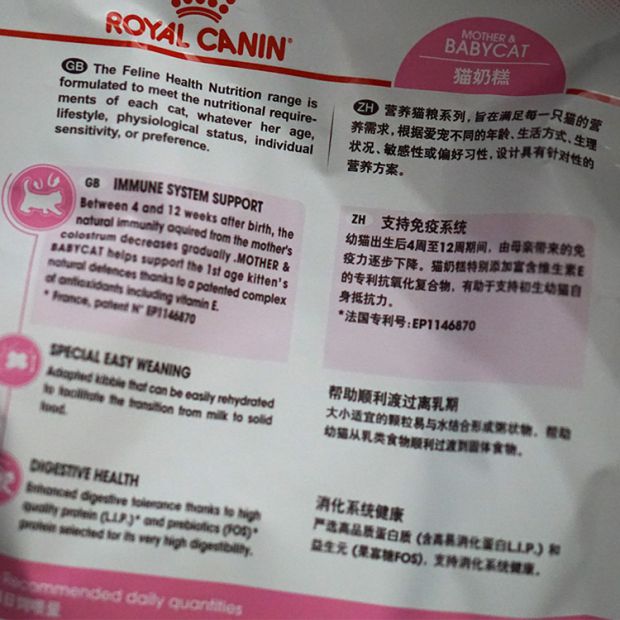 ROYAL CANIN
MOTHER &
BABYCAT
猫奶糕
GB The Feline Health Nutrition range is
formulated to meet the nutritional require-
ments of each cat, whatever her age,
lifestyle, physiological status, individual
sensitivity, or preference.
ZH 营养猫粮系列，旨在满足每一只猫的营
养需求，根据爱宠不同的年龄、生活方式、生理
状况、敏感性或偏好习性，设计具有针对性的
营养方案。
GB IMMUNE SYSTEM SUPPORT
Between 4 and 12 weeks after birth, the
natural immunity aquired from the mother's
colostrum decreases gradually .MOTHER &
BABYCAT helps support the 1st age kitten's
natural defences thanks to a patented complex
of antioxidants including vitamin E.
* France, patent N° EP1146870
ZH 支持免疫系统
幼猫出生后4周至12周期间，由母亲带来的免
疫力逐步下降。猫奶糕特别添加富含维生素E
的专利抗氧化复合物，有助于支持初生幼猫自
身抵抗力。
*法国专利号:EP1146870
SPECIAL EASY WEANING
Adapted kibble that can be easily rehydrated
to facilitate the transition from milk to solid
food.
帮助顺利渡过离乳期
大小适宜的颗粒易与水结合形成粥状物，帮助
幼猫从乳类食物顺利过渡到固体食物。
DIGESTIVE HEALTH
Enhanced digestive tolerance thanks to high
quality protein (L.I.P.)* and prebiotics (FOS)*
protein selected for its very high digestibility.
消化系统健康
严选高品质蛋白质 (含高易消化蛋白L.I.P.) 和
益生元 (果寡糖FOS)，支持消化系统健康。
Recommended daily quantities
日饲喂量